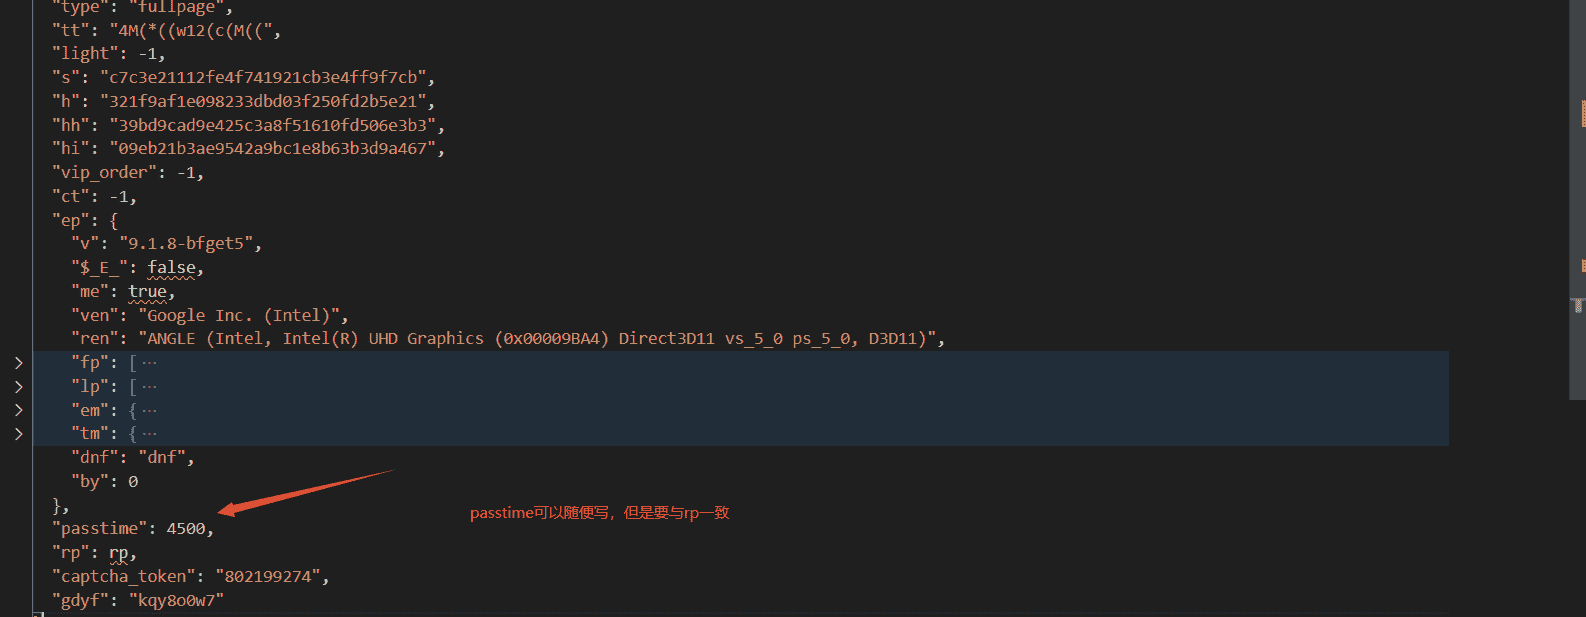 "type": "fullpage",
"tt": "4M(*((w12(c(M((",
"light": -1,
"s": "c7c3e21112fe4f741921cb3e4ff9f7cb",
"h": "321f9af1e098233dbd03f250fd2b5e21",
"hh": "39bd9cad9e425c3a8f51610fd506e3b3",
"hi": "09eb21b3ae9542a9bc1e8b63b3d9a467",
"vip_order": -1,
"ct": -1,
"ep": {
"v": "9.1.8-bfget5",
"$_E_": false,
"me": true,
"ven": "Google Inc. (Intel)",
"ren": "ANGLE (Intel, Intel(R) UHD Graphics (0x00009BA4) Direct3D11 vs_5_0 ps_5_0, D3D11)",
"fp": [ ···
"lp": [ ···
"em": { ···
"tm": { ···
"dnf": "dnf",
"by": 0
},
"passtime": 4500,
passtime可以随便写，但是要与rp一致
"rp": rp,
"captcha_token": "802199274",
"gdyf": "kqy8o0w7"